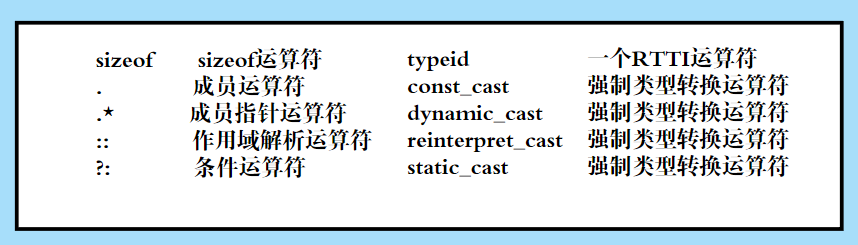 sizeof sizeof运算符 typeid 一个RTTI运算符
. 成员运算符 const_cast 强制类型转换运算符
.* 成员指针运算符 dynamic_cast 强制类型转换运算符
:: 作用域解析运算符 reinterpret_cast 强制类型转换运算符
?: 条件运算符 static_cast 强制类型转换运算符